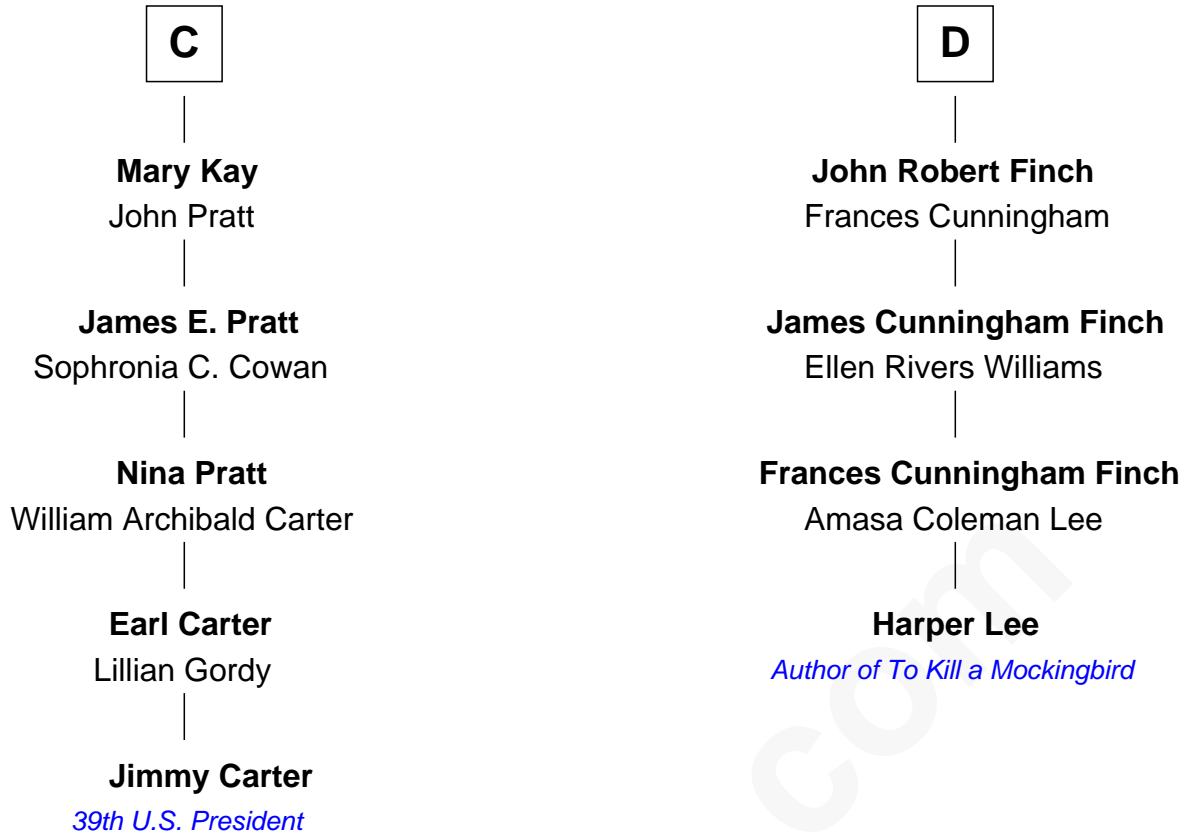 C
Mary Kay
John Pratt
James E. Pratt
Sophronia C. Cowan
Nina Pratt
William Archibald Carter
Earl Carter
Lillian Gordy
Jimmy Carter
39th U.S. President
D
John Robert Finch
Frances Cunningham
James Cunningham Finch
Ellen Rivers Williams
Frances Cunningham Finch
Amasa Coleman Lee
Harper Lee
Author of To Kill a Mockingbird
com